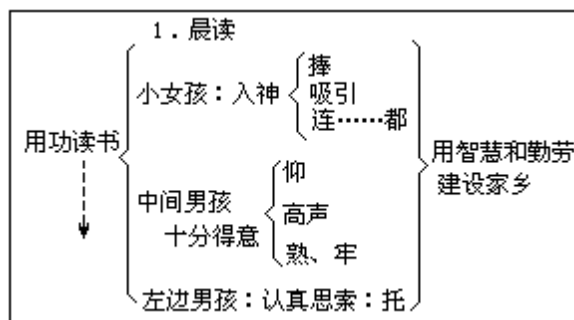 1．晨读
小女孩：入神
捧
吸引
连……都
用功读书
用智慧和勤劳
建设家乡
中间男孩
十分得意
仰
高声
熟、牢
左边男孩：认真思索：托